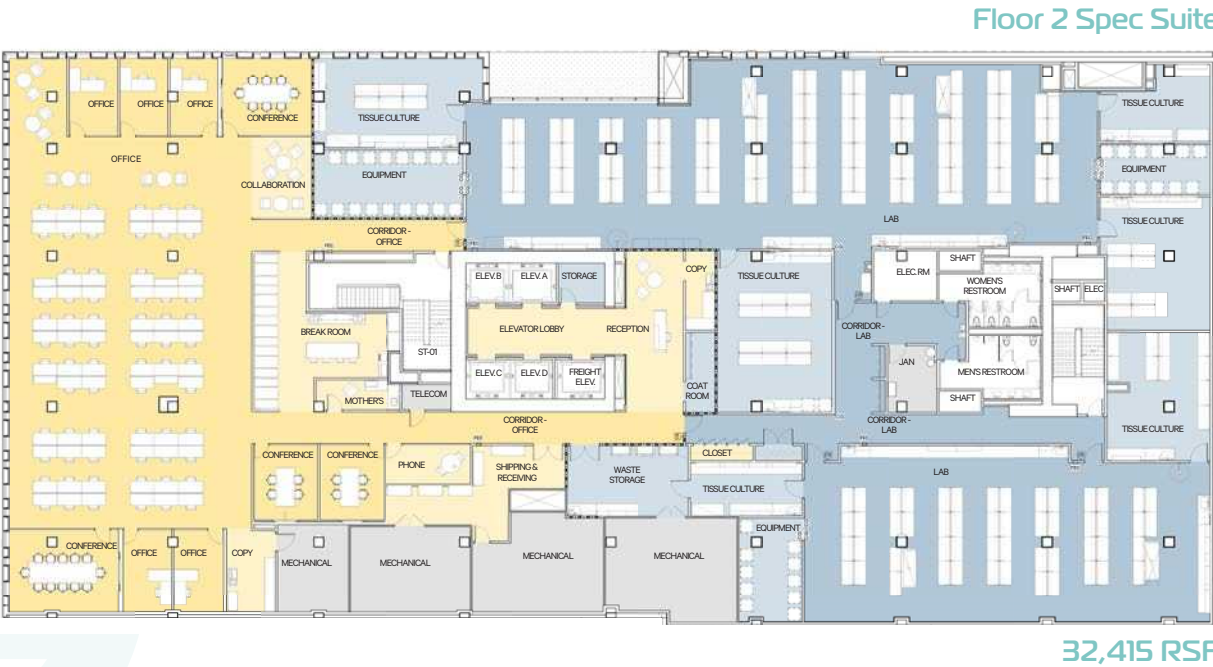 Floor 2 Spec Suite
OFFICE
OFFICE
OFFICE
CONFERENCE
TISSUE CULTURE
TISSUE CULTURE
OFFICE
EQUIPMENT
EQUIPMENT
COLLABORATION
LAB
TISSUE CULTURE
CORRIDOR -
OFFICE
ELEV. B
ELEV. A
STORAGE
COPY
TISSUE CULTURE
ELEC. RM
SHAFT
WOMEN'S
RESTROOM
SHAFT
ELEC
BREAK ROOM
ELEVATOR LOBBY
RECEPTION
CORRIDOR -
LAB
ST-01
ELEV. C
ELEV. D
FREIGHT
ELEV.
JAN
MEN'S RESTROOM
MOTHER'S
TELECOM
COAT
ROOM
SHAFT
CORRIDOR -
OFFICE
CORRIDOR -
LAB
TISSUE CULTURE
CONFERENCE
CONFERENCE
PHONE
SHIPPING &
RECEIVING
WASTE
STORAGE
CLOSET
TISSUE CULTURE
LAB
CONFERENCE
OFFICE
OFFICE
COPY
MECHANICAL
MECHANICAL
MECHANICAL
MECHANICAL
EQUIPMENT
32,415 RSF